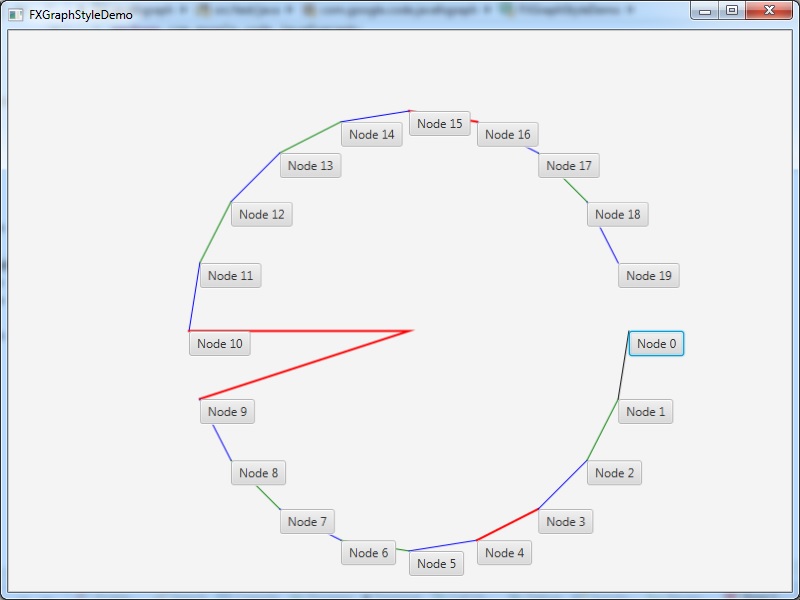 FXGraphStyleDemo
Node 15
Node 14
Node 16
Node 13
Node 17
Node 12
Node 18
Node 11
Node 19
Node 10
Node 0
Node 9
Node 1
Node 8
Node 2
Node 7
Node 3
Node 6
Node 4
Node 5